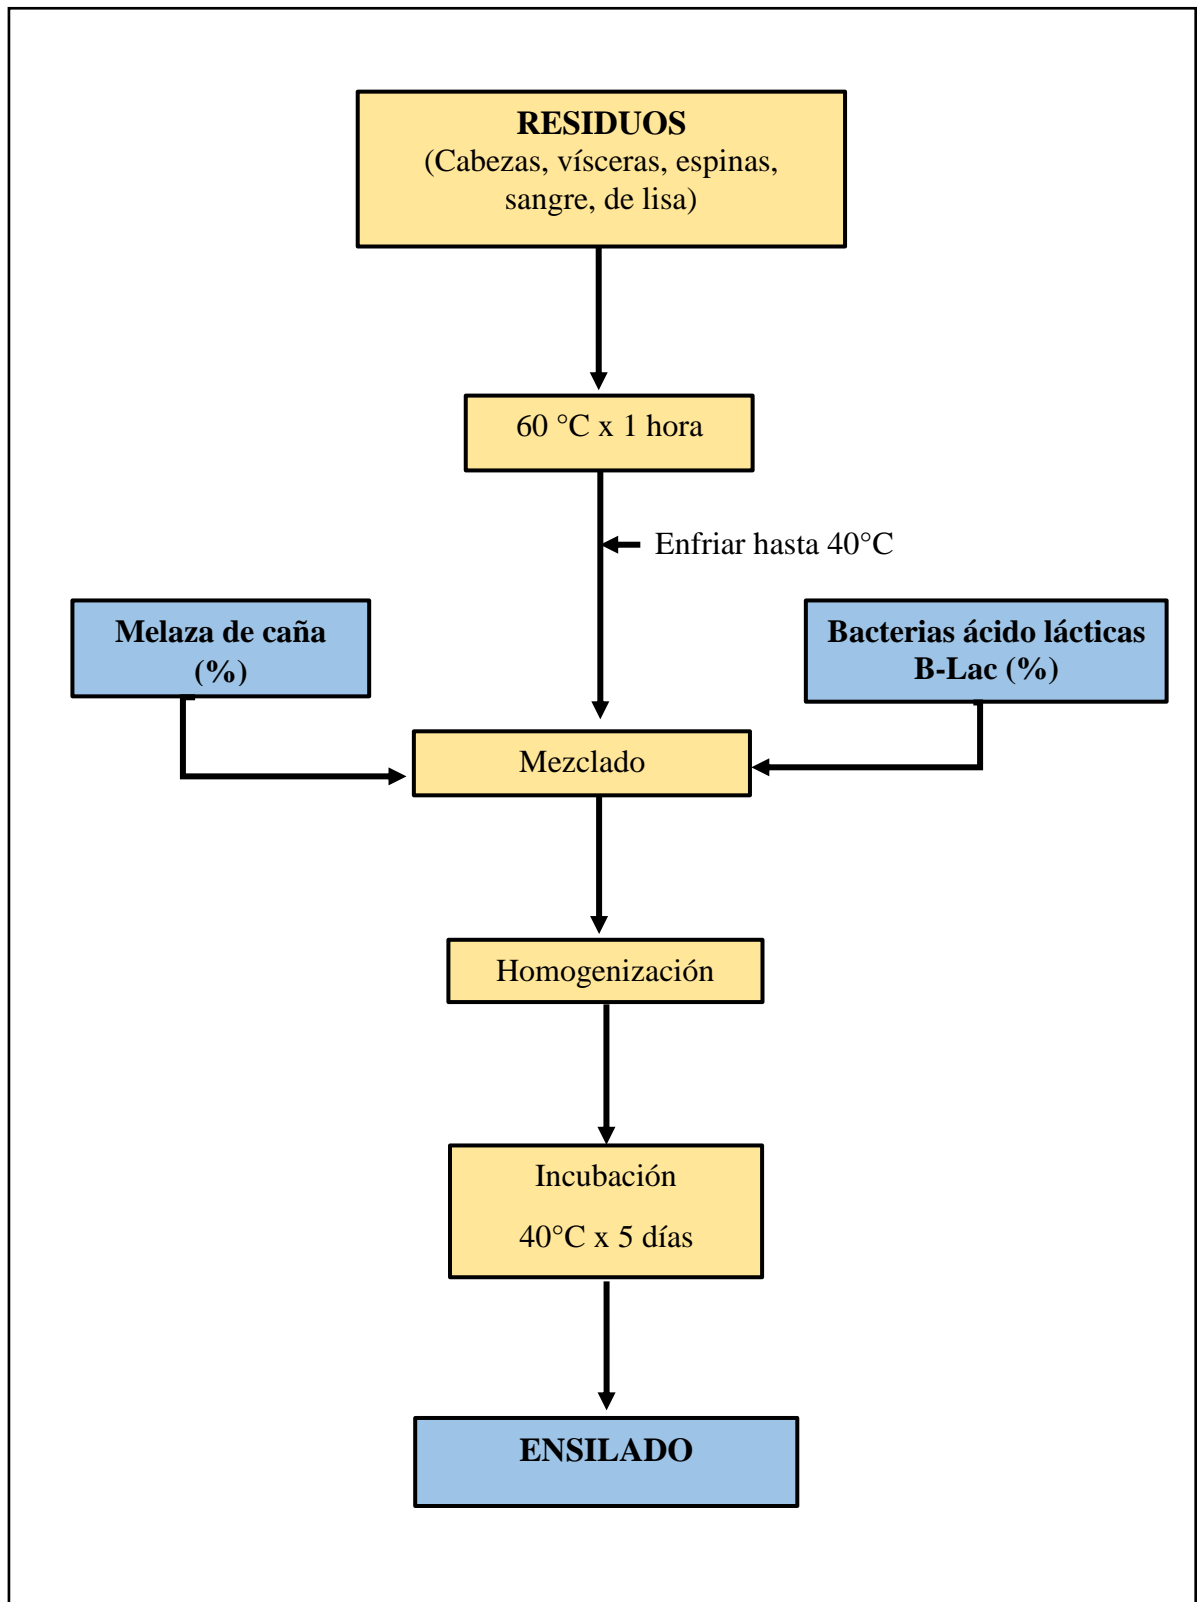 RESIDUOS
(Cabezas, vísceras, espinas,
sangre, de lisa)
60 °C x 1 hora
Enfriar hasta 40°C
Melaza de caña
(%)
Bacterias ácido lácticas
B-Lac (%)
Mezclado
Homogenización
Incubación
40°C x 5 días
ENSILADO